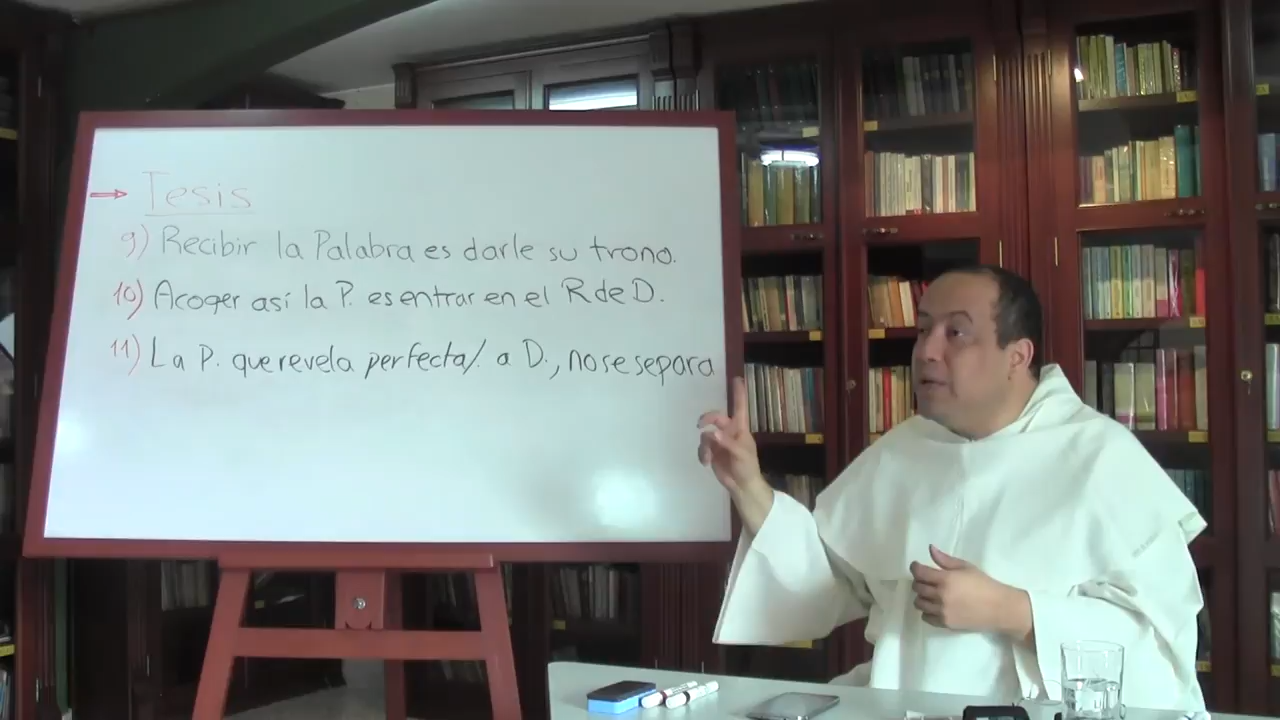 → Tesis
9) Recibir la Palabra es darle su trono.
10) Acoger así la P. es entrar en el R de D.
11) La P. que revela perfecta/. a D., no se separa